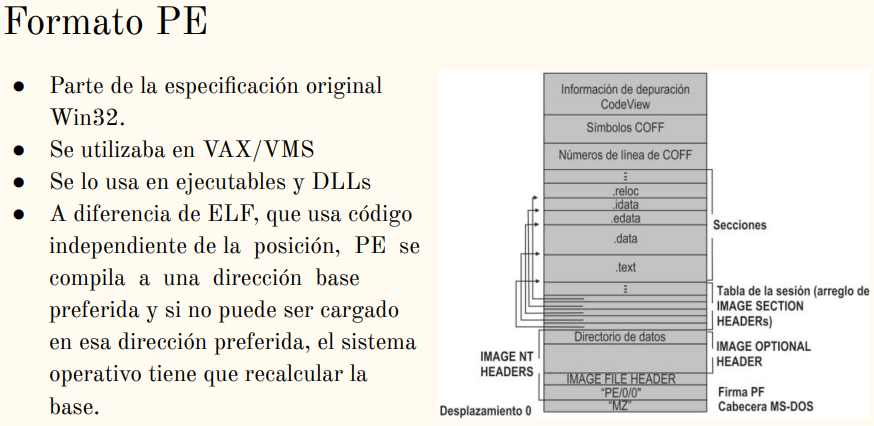 Formato PE
● Parte de la especificación original
Win32.
● Se utilizaba en VAX/VMS
● Se lo usa en ejecutables y DLLs
● A diferencia de ELF, que usa código
independiente de la posición, PE se
compila a una dirección base
preferida y si no puede ser cargado
en esa dirección preferida, el sistema
operativo tiene que recalcular la
base.
Información de depuración
CodeView
Símbolos COFF
Números de línea de COFF
.reloc
.idata
.edata
.data
.text
Secciones
Tabla de la sesión (arreglo de
IMAGE SECTION
HEADERs)
Directorio de datos
IMAGE OPTIONAL
HEADER
IMAGE NT
HEADERS
IMAGE FILE HEADER
"PE/0/0"
Firma PF
"MZ"
Cabecera MS-DOS
Desplazamiento 0